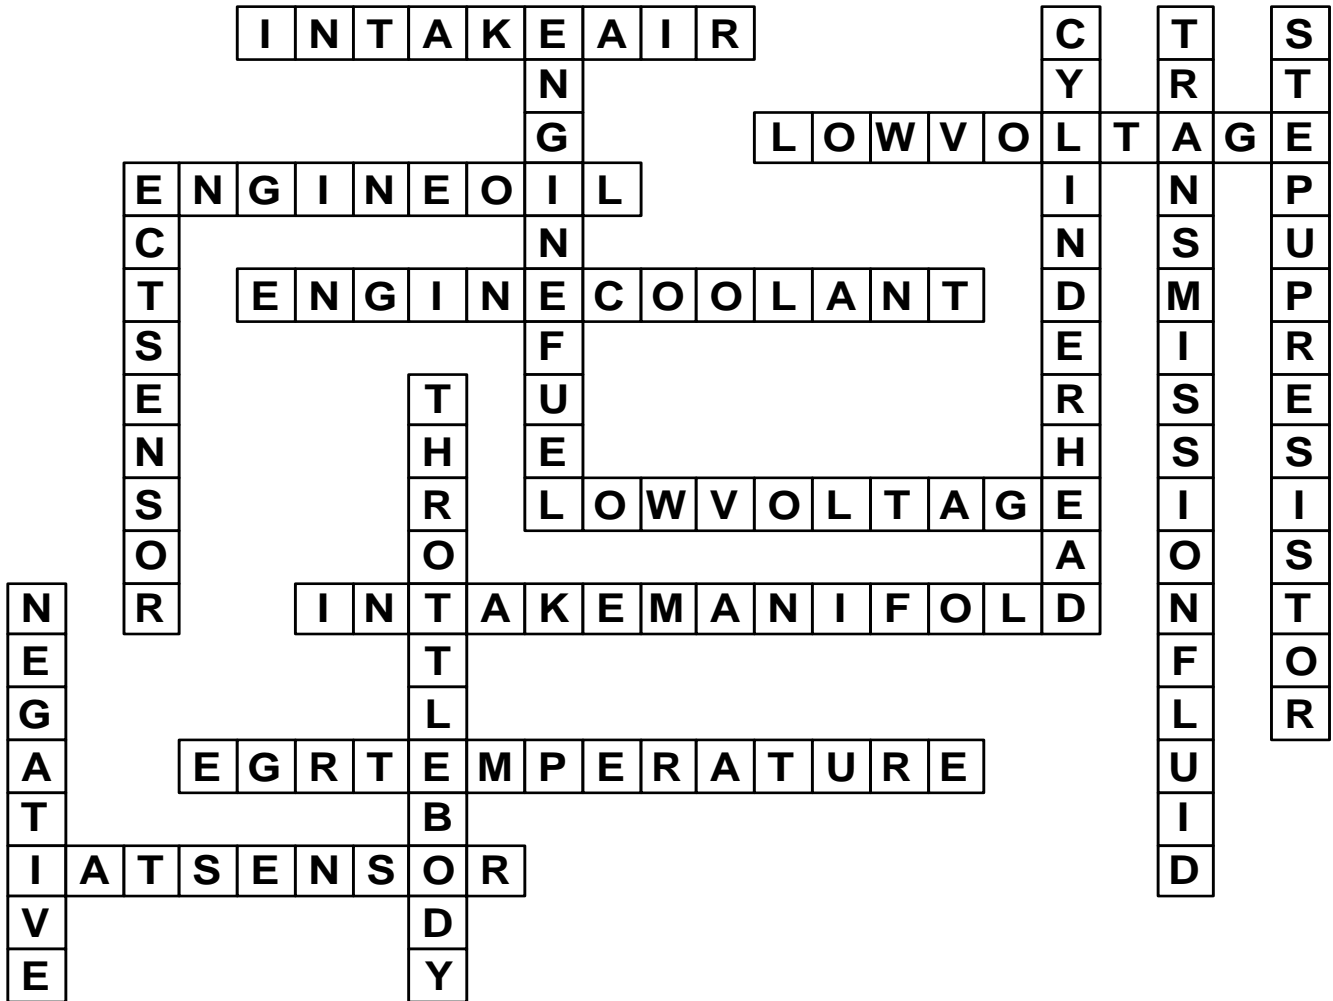 INTAKEAIR
LOWVOLTAGE
ENGINEOIL
ENGINECOOLANT
LOWVOLTAGE
INTAKEMANIFOLD
EGRTEMPERATURE
IATSENSOR
NEGATIVE
ECTSENSOR
THROTTLEBODY
ENGINEFUEL
CYLINDERHEAD
TRANSMISSIONFLUID
STEPUPRESISTOR